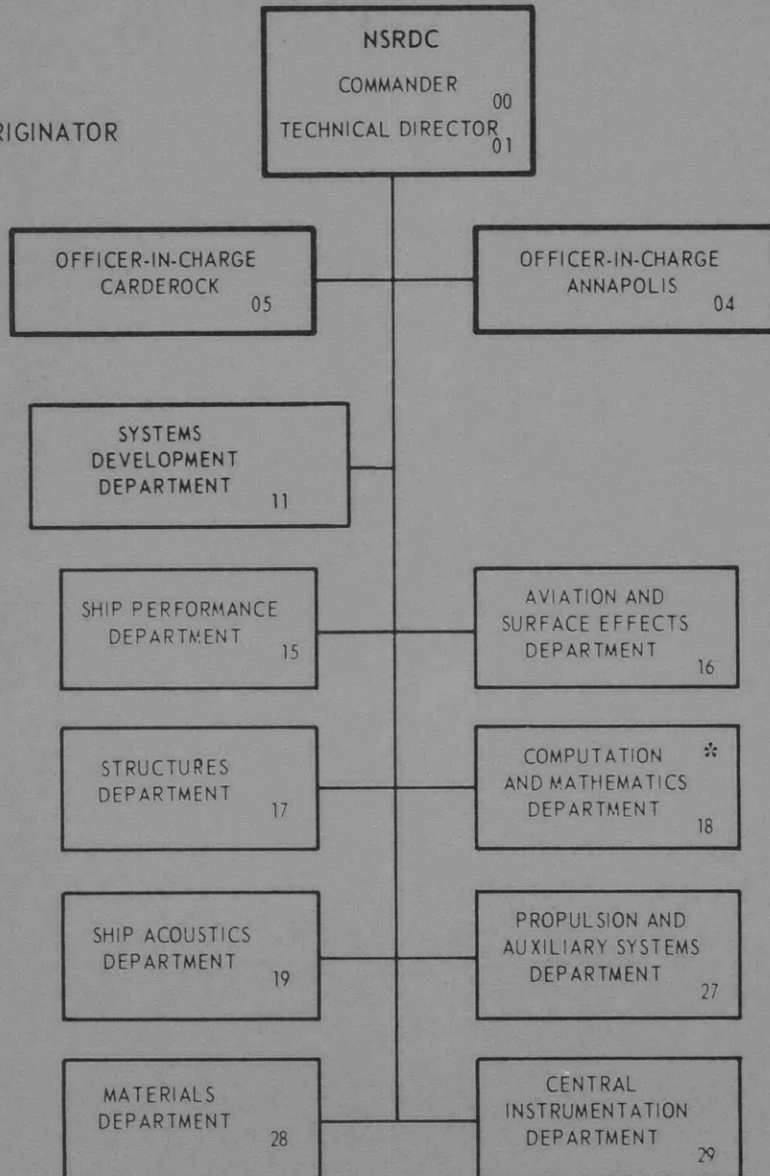 NSRDC
COMMANDER
00
TECHNICAL DIRECTOR
01
RIGINATOR
OFFICER-IN-CHARGE
CARDEROCK
05
OFFICER-IN-CHARGE
ANNAPOLIS
04
SYSTEMS
DEVELOPMENT
DEPARTMENT
11
SHIP PERFORMANCE
DEPARTMENT
15
AVIATION AND
SURFACE EFFECTS
DEPARTMENT
16
STRUCTURES
DEPARTMENT
17
COMPUTATION *
AND MATHEMATICS
DEPARTMENT
18
SHIP ACOUSTICS
DEPARTMENT
19
PROPULSION AND
AUXILIARY SYSTEMS
DEPARTMENT
27
MATERIALS
DEPARTMENT
28
CENTRAL
INSTRUMENTATION
DEPARTMENT
29